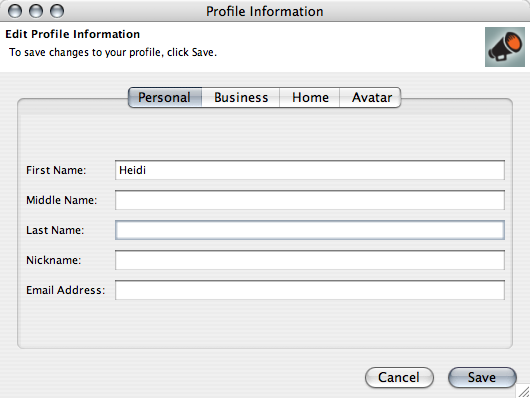 Profile Information
Edit Profile Information
To save changes to your profile, click Save.
Personal Business Home Avatar
First Name: Heidi
Middle Name:
Last Name:
Nickname:
Email Address:
Cancel Save